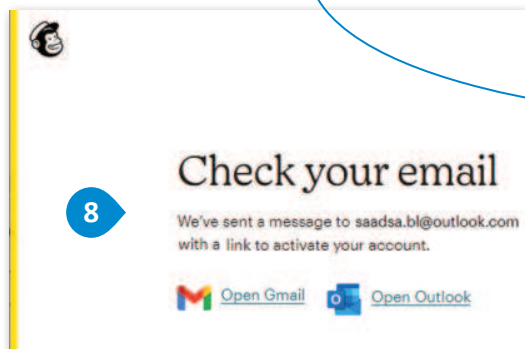 Check your email
8
We've sent a message to saadsa.bl@outlook.com
with a link to activate your account.
Open Gmail
Open Outlook